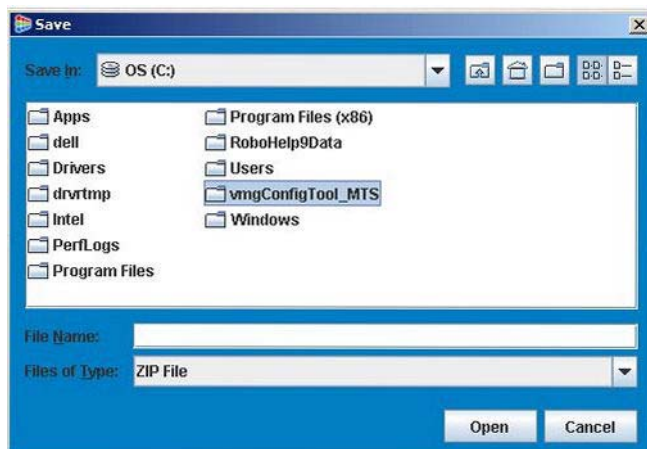 Save
Save In: OS (C:)
Apps
dell
Drivers
drvrtmp
Intel
PerfLogs
Program Files
Program Files (x86)
RoboHelp9Data
Users
vmgConfigTool_MTS
Windows
File Name:
Files of Type: ZIP File
Open Cancel